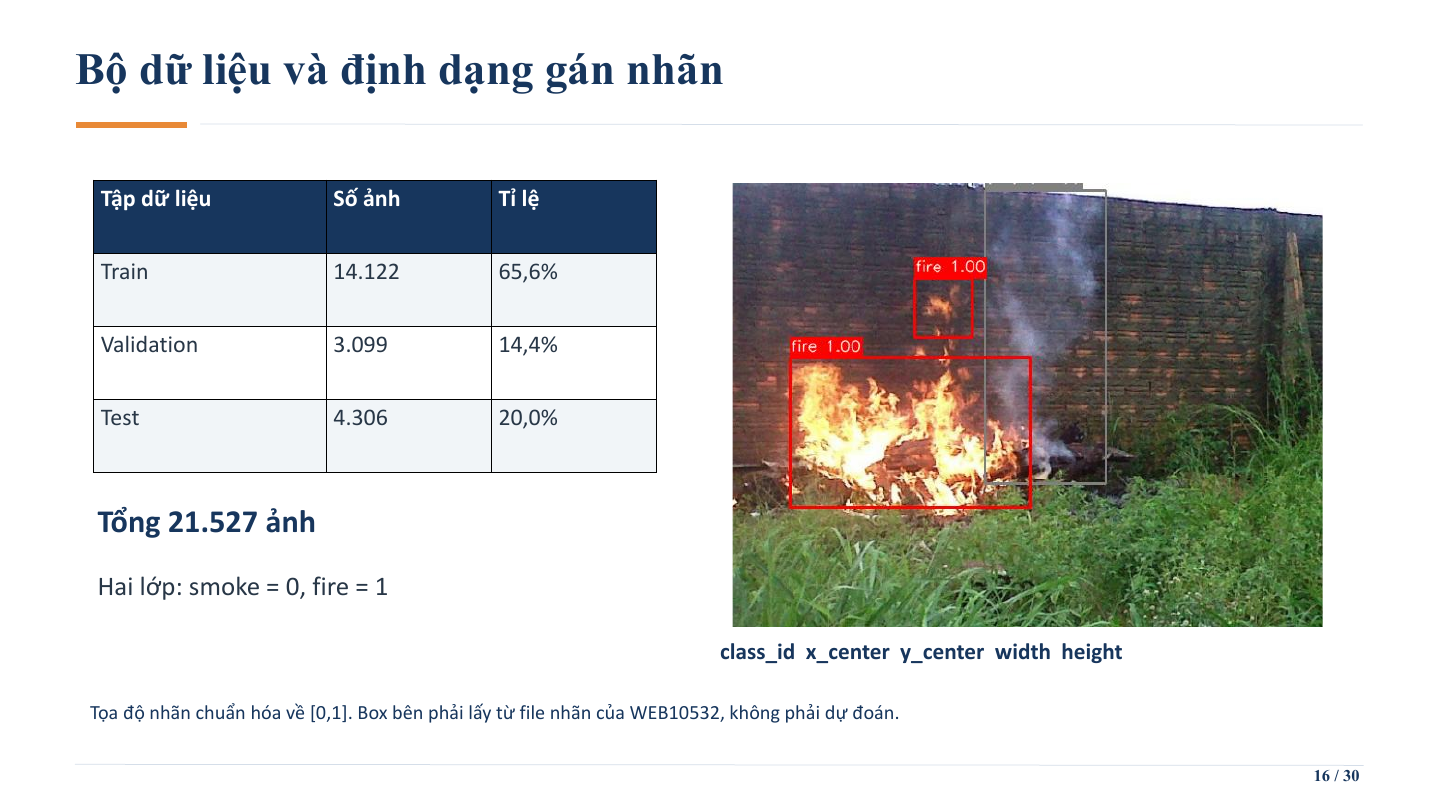 Bộ dữ liệu và định dạng gán nhãn
Tập dữ liệu Số ảnh Tỉ lệ
Train 14.122 65,6%
Validation 3.099 14,4%
Test 4.306 20,0%
Tổng 21.527 ảnh
Hai lớp: smoke = 0, fire = 1
fire 1.00
fire 1.00
class_id x_center y_center width height
Tọa độ nhãn chuẩn hóa về [0,1]. Box bên phải lấy từ file nhãn của WEB10532, không phải dự đoán.
16 / 30